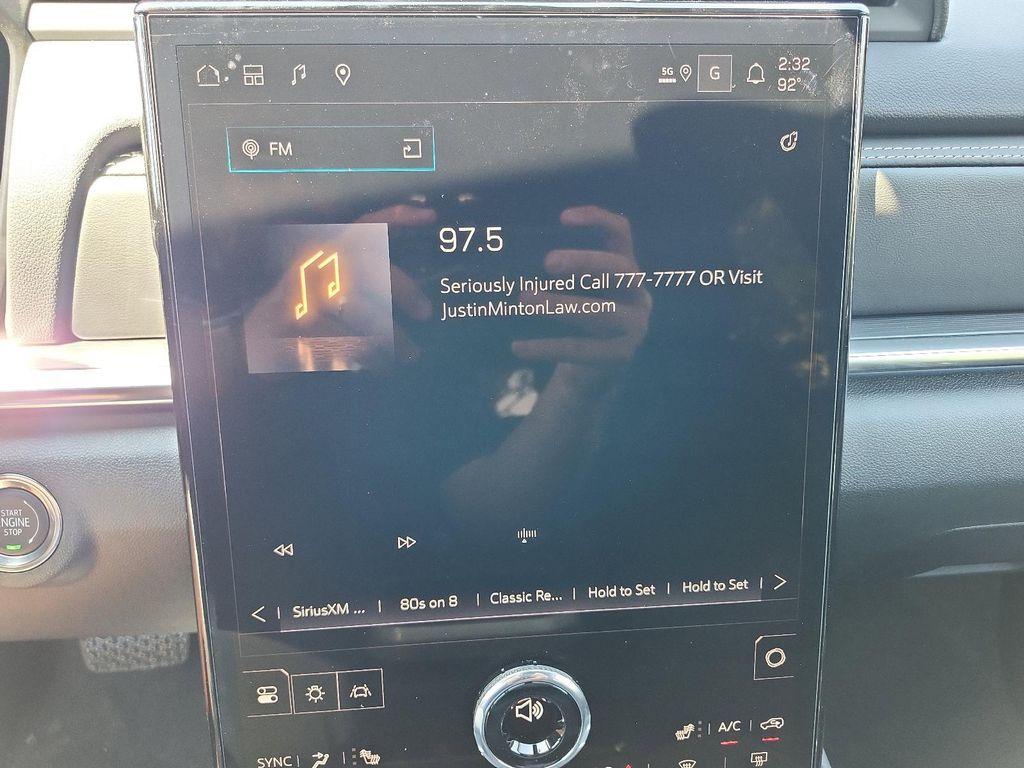 5G
G
2:32
92°
FM
97.5
Seriously Injured Call 777-7777 OR Visit
JustinMintonLaw.com
START
ENGINE
STOP
SiriusXM ... | 80s on 8 | Classic Re... | Hold to Set | Hold to Set
A/C
SYNC